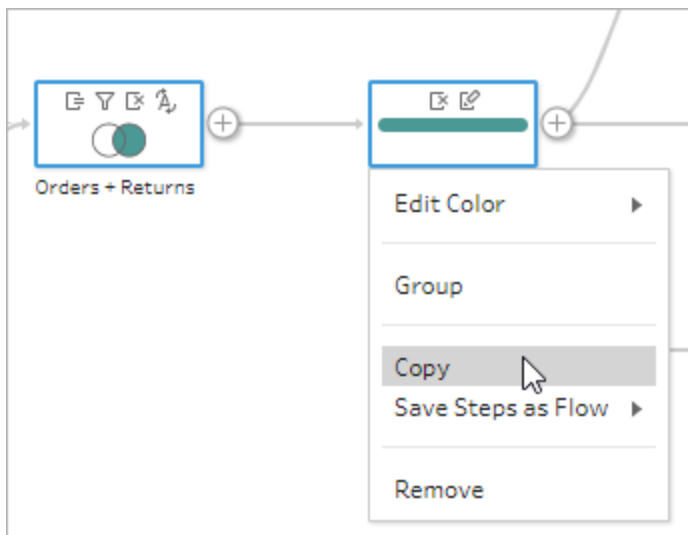 Orders + Returns
Edit Color
Group
Copy
Save Steps as Flow
Remove